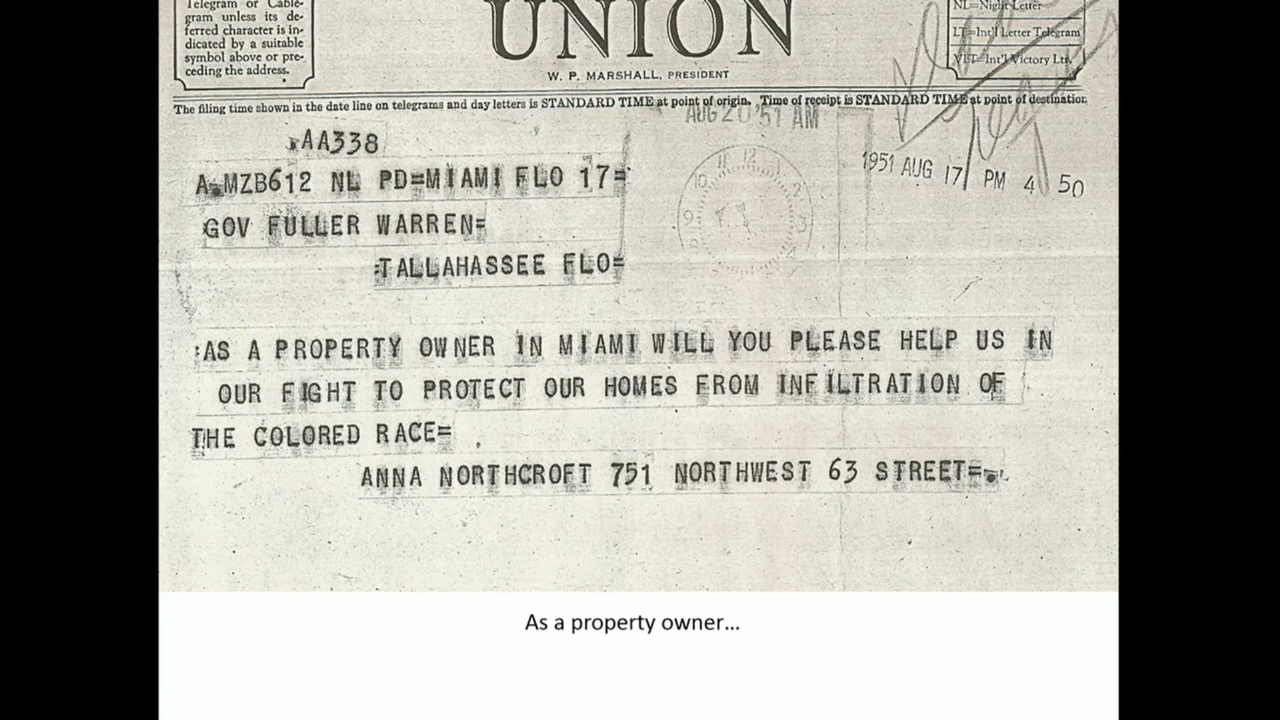 Telegram or Cable-
gram unless its de-
ferred character is in-
dicated by a suitable
symbol above or pre-
ceding the address.
UNION
W. P. MARSHALL, PRESIDENT
NL=Night Letter
LT=Int'l Letter Telegram
VLT=Int'l Victory Ltr.
The filing time shown in the date line on telegrams and day letters is STANDARD TIME at point of origin. Time of receipt is STANDARD TIME at point of destination
AUG 20 '51 AM
1951 AUG 17 PM 4 50
AA338
A.MZB612 NL PD=MIAMI FLO 17=
GOV FULLER WARREN=
=TALLAHASSEE FLO=
:AS A PROPERTY OWNER IN MIAMI WILL YOU PLEASE HELP US IN
OUR FIGHT TO PROTECT OUR HOMES FROM INFILTRATION OF
THE COLORED RACE=
ANNA NORTHCROFT 751 NORTHWEST 63 STREET=
As a property owner...